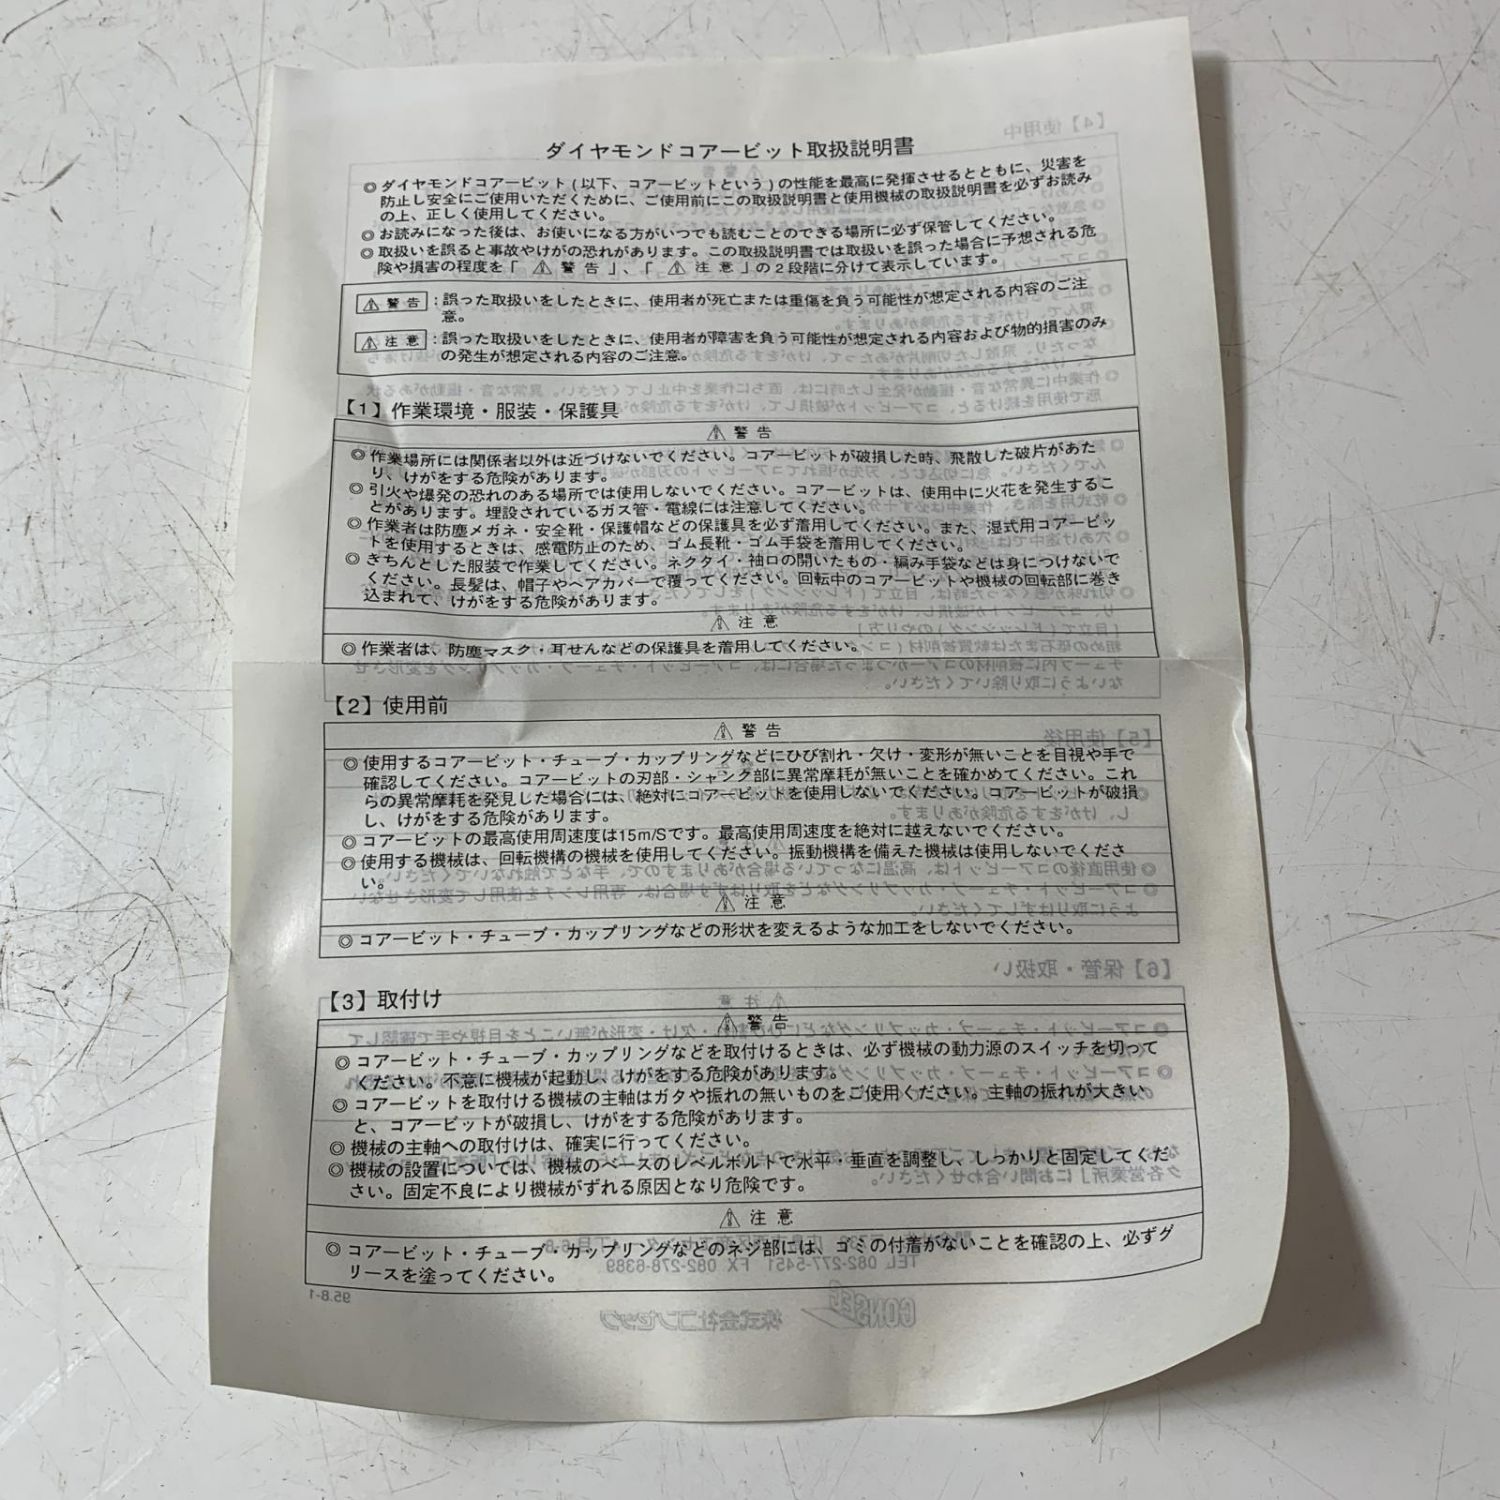 ダイヤモンドコアービット取扱説明書
◎ダイヤモンドコアービット(以下、コアービットという)の性能を最高に発揮させるとともに、災害を
防止し安全にご使用いただくために、ご使用前にこの取扱説明書と使用機械の取扱説明書を必ずお読み
の上、正しく使用してください。
◎お読みになった後は、お使いになる方がいつでも読むことのできる場所に必ず保管してください。
◎取扱いを誤ると事故やけがの恐れがあります。この取扱説明書では取扱いを誤った場合に予想される危
険や損害の程度を「⚠警告」、「⚠注意」の2段階に分けて表示しています。
⚠警告:誤った取扱いをしたときに、使用者が死亡または重傷を負う可能性が想定される内容のご注
意。
⚠注意:誤った取扱いをしたときに、使用者が障害を負う可能性が想定される内容および物的損害のみ
の発生が想定される内容のご注意。
【1】作業環境・服装・保護具
⚠警告
◎作業場所には関係者以外は近づけないでください。コアービットが破損した時、飛散した破片があた
り、けがをする危険があります。
◎引火や爆発の恐れのある場所では使用しないでください。コアービットは、使用中に火花を発生するこ
とがあります。埋設されているガス管・電線には注意してください。
◎作業者は防塵メガネ・安全靴・保護帽などの保護具を必ず着用してください。また、湿式用コアービッ
トを使用するときは、感電防止のため、ゴム長靴・ゴム手袋を着用してください。
◎きちんとした服装で作業してください。ネクタイ・袖口の開いたもの・編み手袋などは身につけないで
ください。長髪は、帽子やヘアカバーで覆ってください。回転中のコアービットや機械の回転部に巻き
込まれて、けがをする危険があります。
⚠注意
◎作業者は、防塵マスク・耳せんなどの保護具を着用してください。
【2】使用前
⚠警告
◎使用するコアービット・チューブ・カップリングなどにひび割れ・欠け・変形が無いことを目視や手で
確認してください。コアービットの刃部・シャンク部に異常摩耗が無いことを確かめてください。これ
らの異常摩耗を発見した場合には、絶対にコアービットを使用しないでください。コアービットが破損
し、けがをする危険があります。
◎コアービットの最高使用周速度は15m/Sです。最高使用周速度を絶対に越えないでください。
◎使用する機械は、回転機構の機械を使用してください。振動機構を備えた機械は使用しないでくださ
い。
⚠注意
◎コアービット・チューブ・カップリングなどの形状を変えるような加工をしないでください。
【3】取付け
⚠警告
◎コアービット・チューブ・カップリングなどを取付けるときは、必ず機械の動力源のスイッチを切って
ください。不意に機械が起動し、けがをする危険があります。
◎コアービットを取付ける機械の主軸はガタや振れの無いものをご使用ください。主軸の振れが大きい
と、コアービットが破損し、けがをする危険があります。
◎機械の主軸への取付けは、確実に行ってください。
◎機械の設置については、機械のベースのレベルボルトで水平・垂直を調整し、しっかりと固定してくだ
さい。固定不良により機械がずれる原因となり危険です。
⚠注意
◎コアービット・チューブ・カップリングなどのネジ部には、ゴミの付着がないことを確認の上、必ずグ
リースを塗ってください。